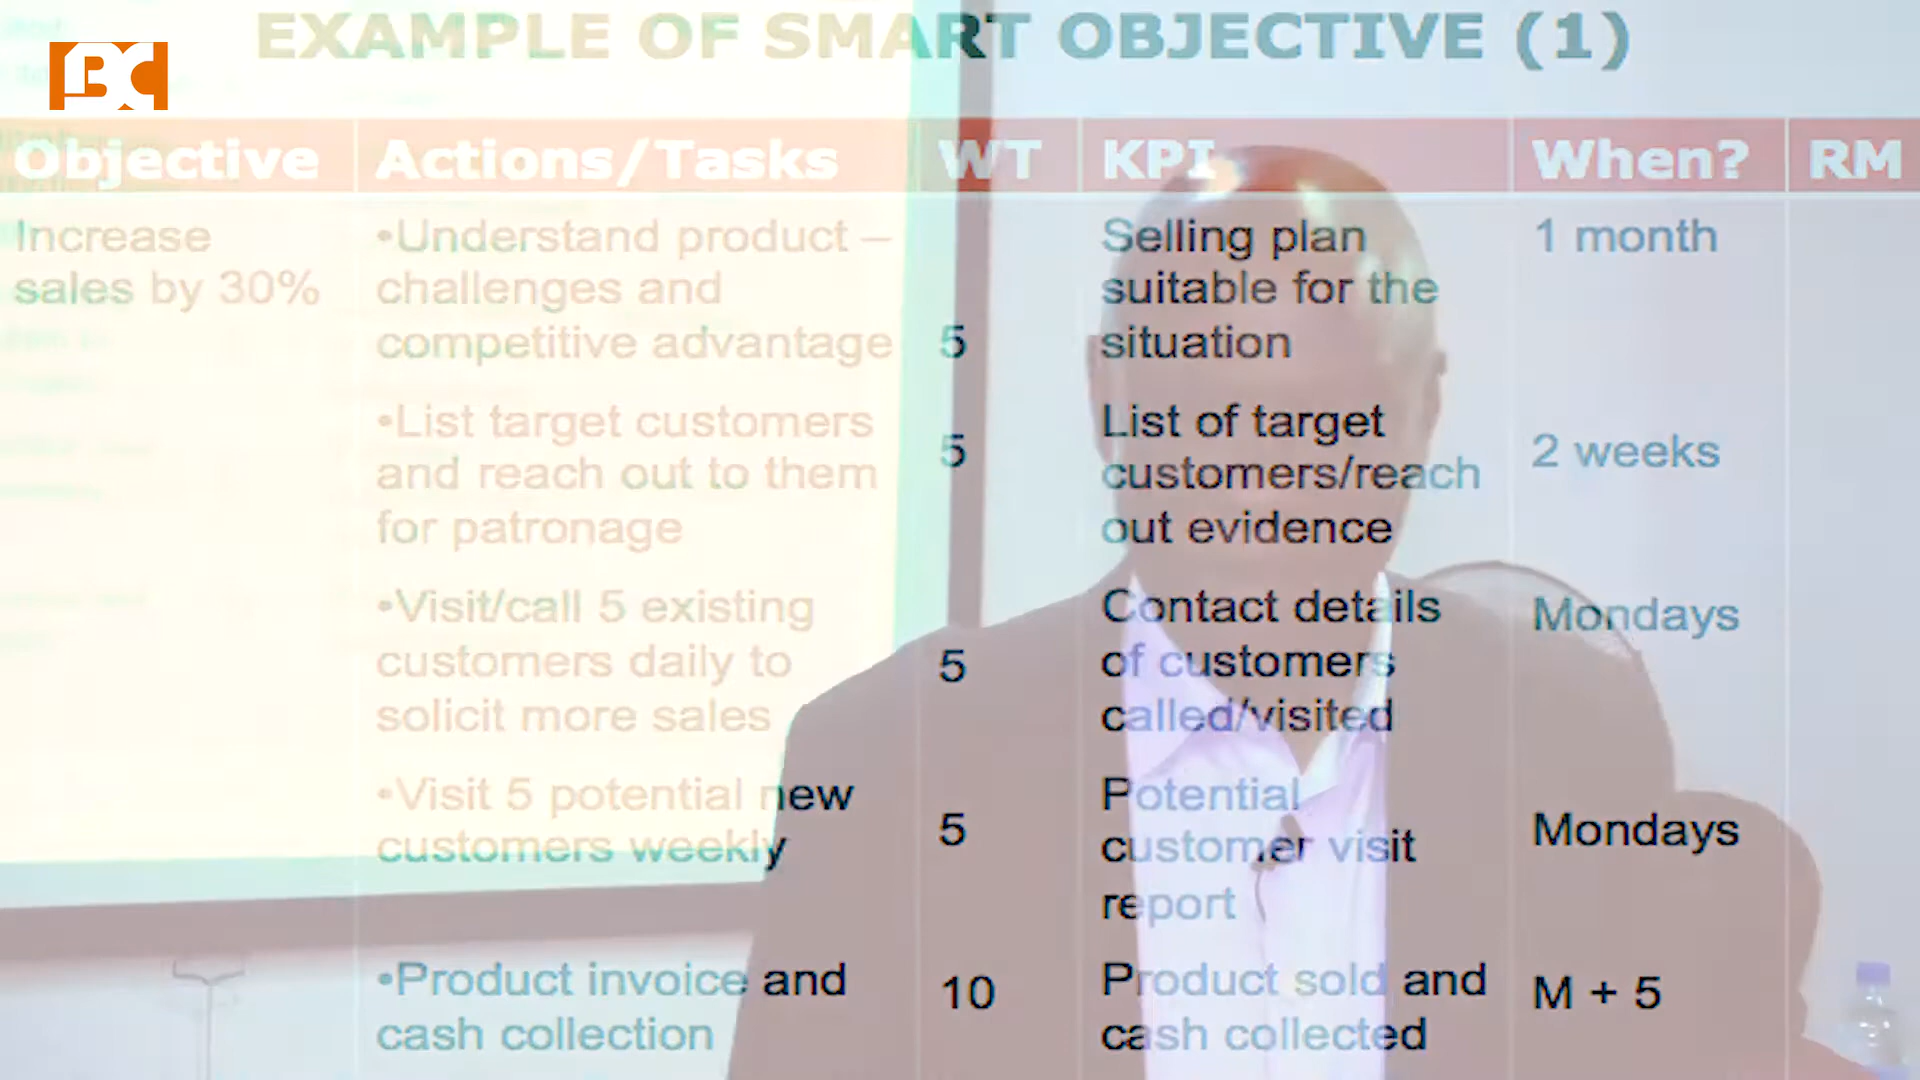 EXAMPLE OF SMART OBJECTIVE (1)
BC
Objective Actions/Tasks WT KPI When? RM
Increase
sales by 30%
•Understand product –
challenges and
competitive advantage
5
Selling plan
suitable for the
situation
1 month
•List target customers
and reach out to them
for patronage
5
List of target
customers/reach
out evidence
2 weeks
•Visit/call 5 existing
customers daily to
solicit more sales
5
Contact details
of customers
called/visited
Mondays
•Visit 5 potential new
customers weekly
5
Potential
customer visit
report
Mondays
•Product invoice and
cash collection
10
Product sold and
cash collected
M + 5